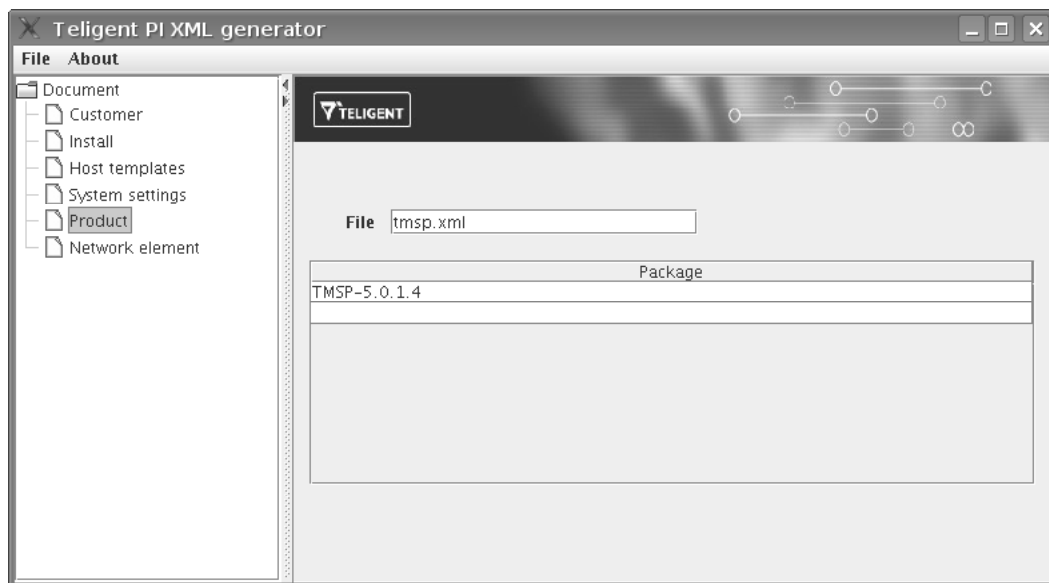 Teligent PI XML generator
File About
Document
Customer
Install
Host templates
System settings
Product
Network element
TELIGENT
File tmsp.xml
Package
TMSP-5.0.1.4